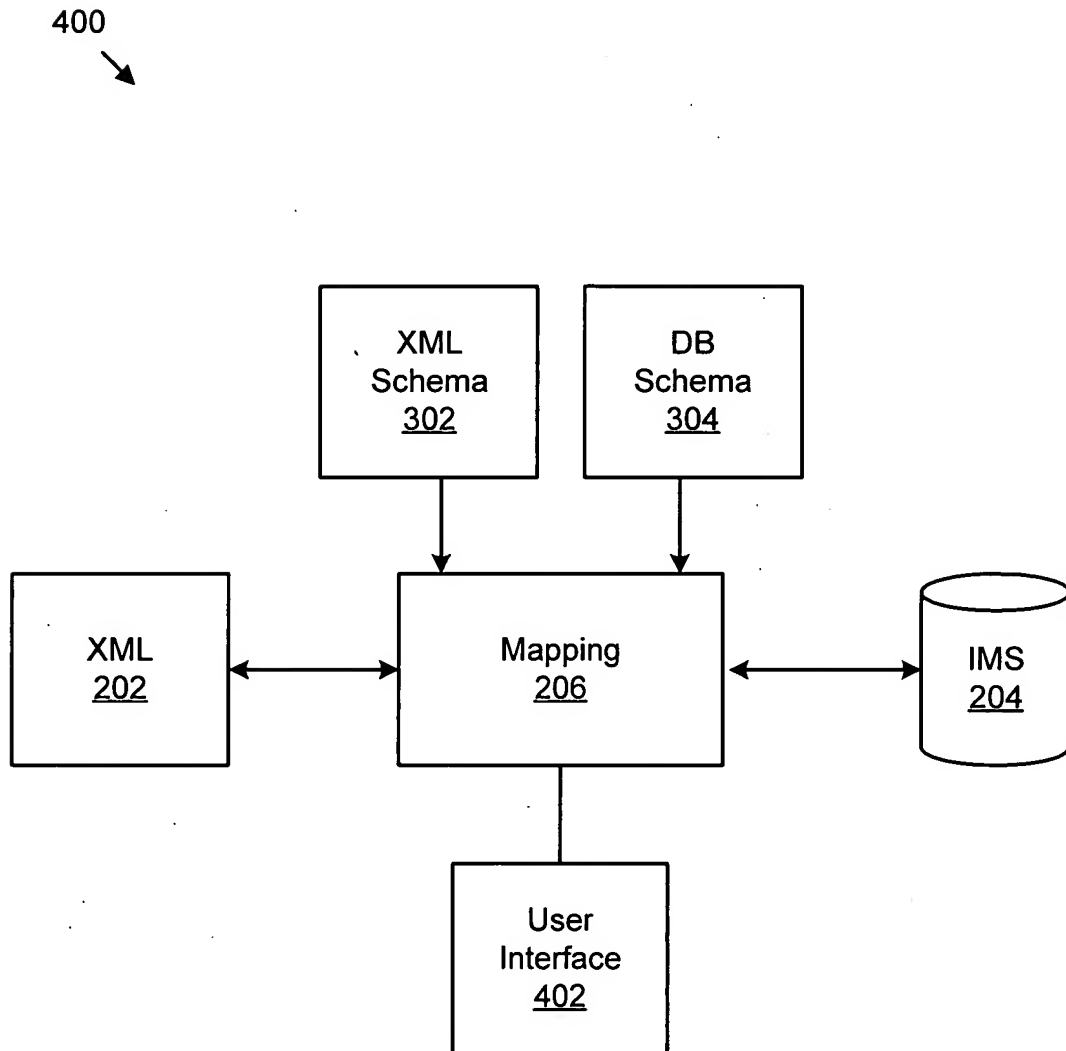 400
XML
Schema
302
DB
Schema
304
XML
202
Mapping
206
IMS
204
User
Interface
402